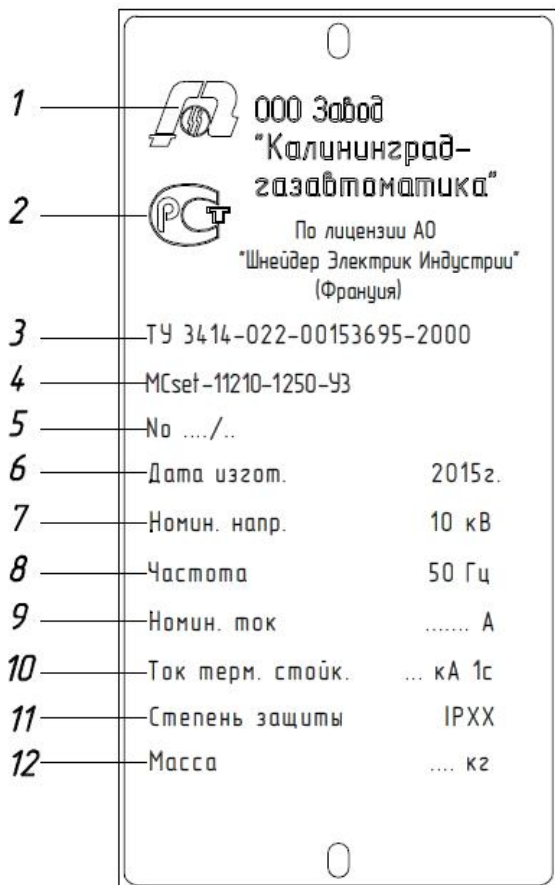 1
ООО Завод
"Калининград-
газавтоматика"
2
РСТ
По лицензии АО
"Шнейдер Электрик Индустрии"
(Франция)
3 ТУ 3414-022-00153695-2000
4 MCset-11210-1250-У3
5 No ..../..
6 Дата изгот. 2015г.
7 Номин. напр. 10 кВ
8 Частота 50 Гц
9 Номин. ток ....... А
10 Ток терм. стойк. ... кА 1с
11 Степень защиты IPXX
12 Масса .... кг